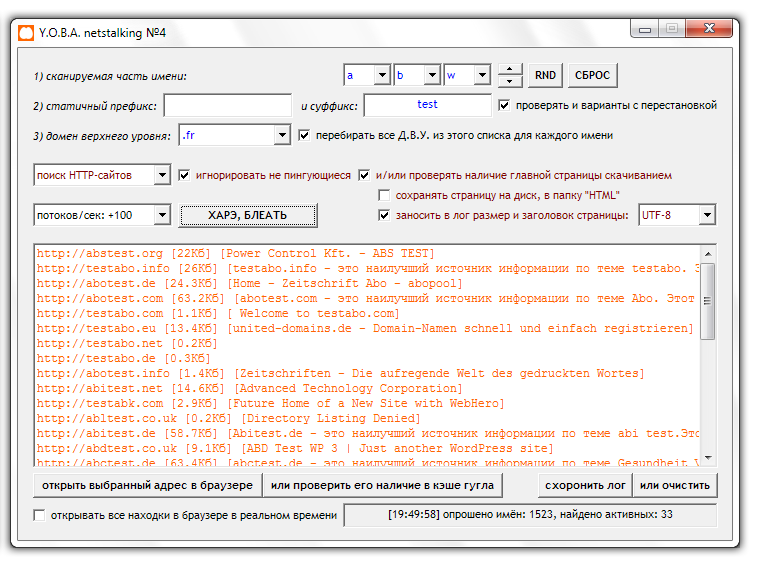 Y.O.B.A. netstalking №4
1) сканируемая часть имени: a b w RND СБРОС
2) статичный префикс: и суффикс: test проверять и варианты с перестановкой
3) домен верхнего уровня: .fr перебирать все Д.В.У. из этого списка для каждого имени
поиск HTTP-сайтов игнорировать не пингующиеся и/или проверять наличие главной страницы скачиванием
сохранять страницу на диск, в папку "HTML"
потоков/сек: +100 ХАРЭ, БЛЕАТЬ заносить в лог размер и заголовок страницы: UTF-8
http://abstest.org [22Кб] [Power Control Kft. - ABS TEST]
http://testabo.info [26Кб] [testabo.info - это наилучший источник информации по теме testabo. Э
http://abotest.de [24.3Кб] [Home - Zeitschrift Abo - abopool]
http://abotest.com [63.2Кб] [abotest.com - это наилучший источник информации по теме Abo. Этот
http://testabo.com [1.1Кб] [ Welcome to testabo.com]
http://testabo.eu [13.4Кб] [united-domains.de - Domain-Namen schnell und einfach registrieren]
http://testabo.net [0.2Кб]
http://testabo.de [0.3Кб]
http://abotest.info [1.4Кб] [Zeitschriften - Die aufregende Welt des gedruckten Wortes]
http://abitest.net [14.6Кб] [Advanced Technology Corporation]
http://testabk.com [2.9Кб] [Future Home of a New Site with WebHero]
http://abltest.co.uk [0.2Кб] [Directory Listing Denied]
http://abitest.de [58.7Кб] [Abitest.de - это наилучший источник информации по теме abi test.Это
http://abdtest.co.uk [9.1Кб] [ABD Test WP 3 | Just another WordPress site]
http://abctest.de [63.4Кб] [abctest.de - это наилучший источник информации по теме Gesundheit
открыть выбранный адрес в браузере или проверить его наличие в кэше гугла схоронить лог или очистить
открывать все находки в браузере в реальном времени [19:49:58] опрошено имён: 1523, найдено активных: 33